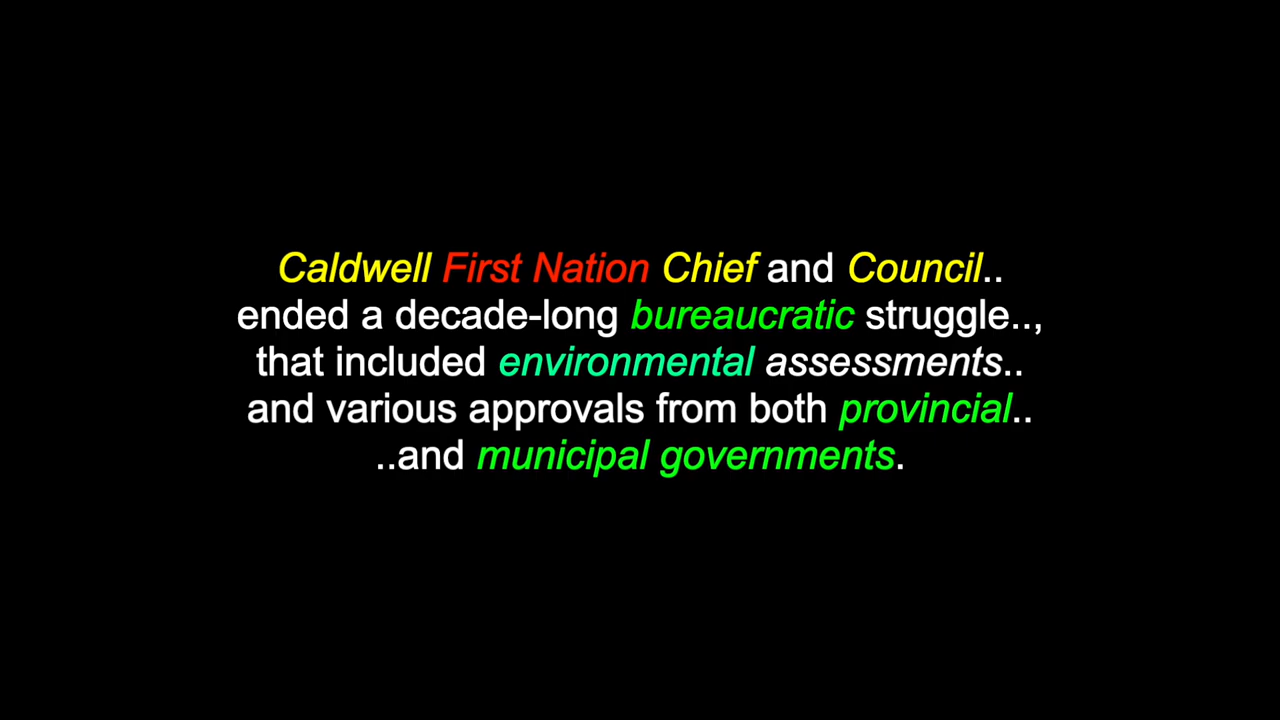 Caldwell First Nation Chief and Council..
ended a decade-long bureaucratic struggle..,
that included environmental assessments..
and various approvals from both provincial..
..and municipal governments.